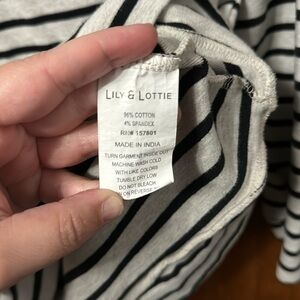 LILY & LOTTIE
96% COTTON
4% SPANDEX
RN# 157801
MADE IN INDIA
TURN GARMENT INSIDE OUT
MACHINE WASH COLD
WITH LIKE COLORS
TUMBLE DRY LOW
DO NOT BLEACH
ON REVERSE